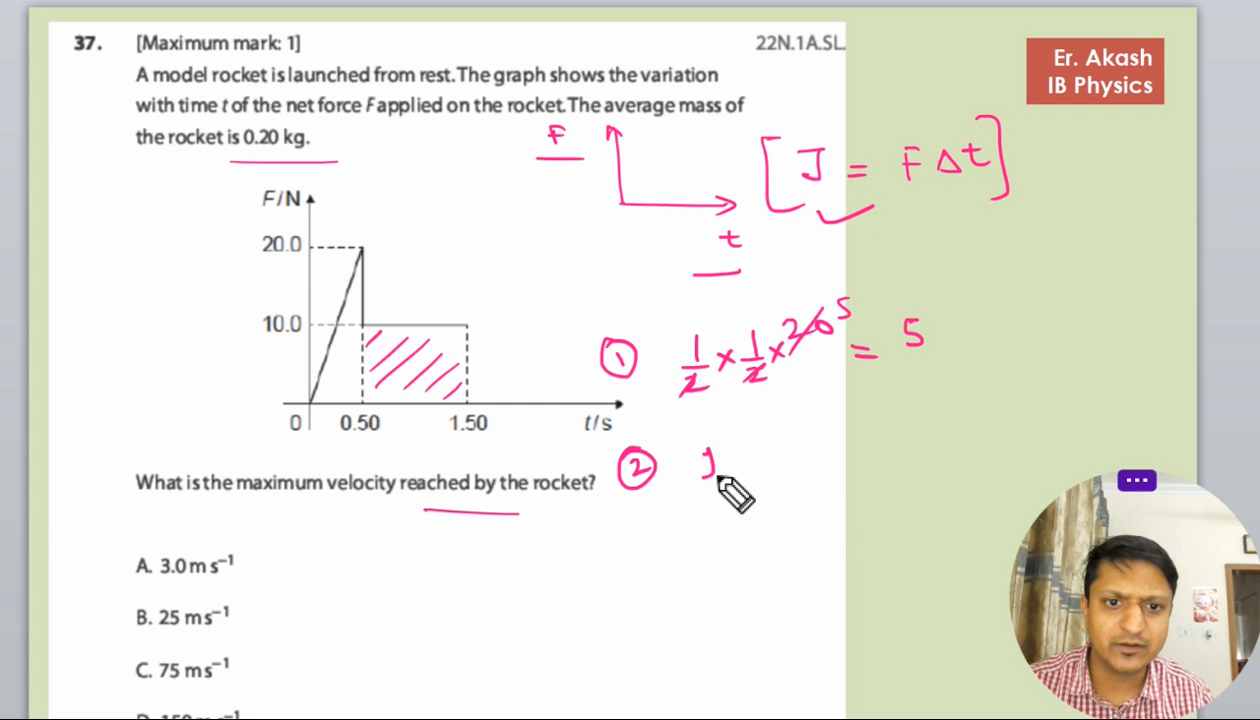 37. [Maximum mark: 1] 22N.1A.SL.
Er. Akash
IB Physics
A model rocket is launched from rest. The graph shows the variation
with time t of the net force F applied on the rocket. The average mass of
the rocket is 0.20 kg.
F
t
[J = F Δt]
F/N
20.0
10.0
0 0.50 1.50 t/s
① 1/2 × 1/2 × 20 5 = 5
②
What is the maximum velocity reached by the rocket?
A. 3.0 m s⁻¹
B. 25 m s⁻¹
C. 75 m s⁻¹